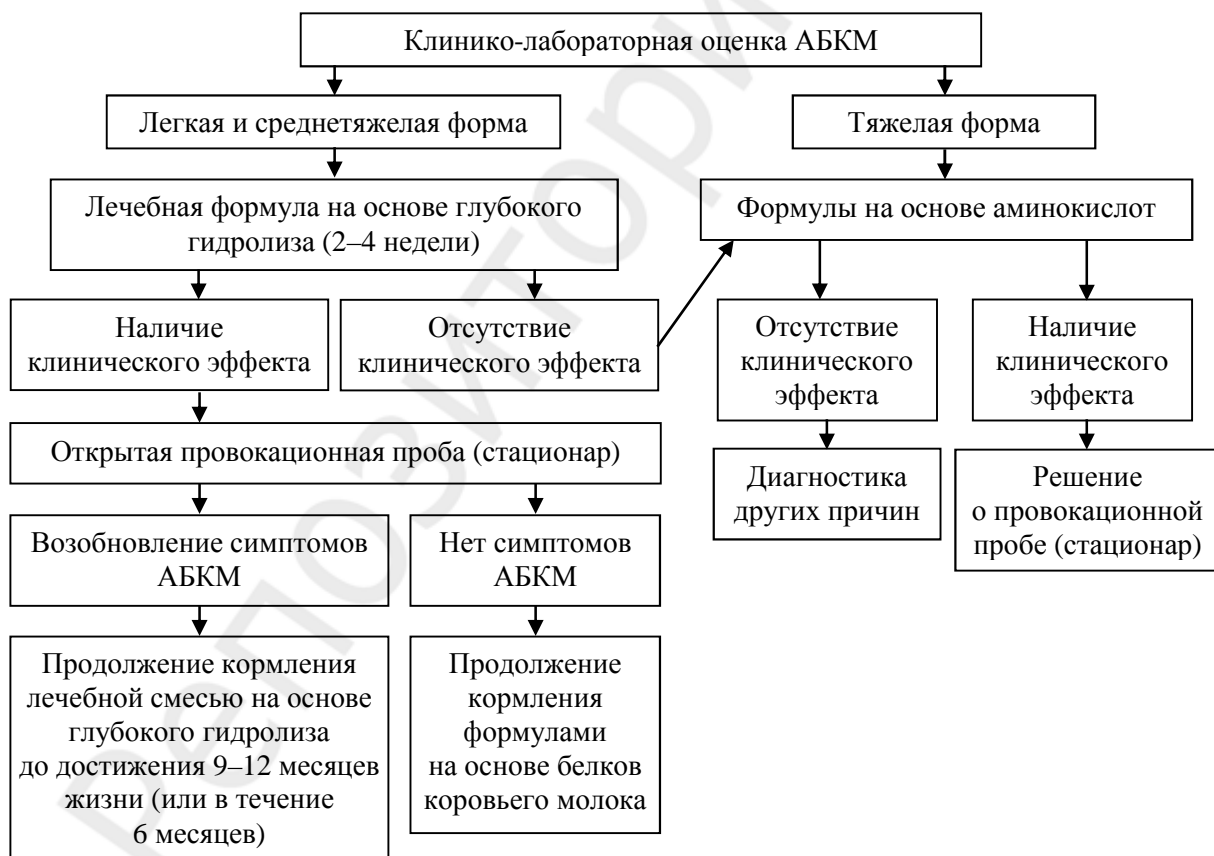 Клинико-лабораторная оценка АБКМ
Легкая и среднетяжелая форма
Тяжелая форма
Лечебная формула на основе глубокого
гидролиза (2–4 недели)
Формулы на основе аминокислот
Наличие
клинического эффекта
Отсутствие
клинического эффекта
Отсутствие
клинического
эффекта
Наличие
клинического
эффекта
Открытая провокационная проба (стационар)
Диагностика
других причин
Решение
о провокационной
пробе (стационар)
Возобновление симптомов
АБКМ
Нет симптомов
АБКМ
Продолжение кормления
лечебной смесью на основе
глубокого гидролиза
до достижения 9–12 месяцев
жизни (или в течение
6 месяцев)
Продолжение
кормления
формулами
на основе белков
коровьего молока
Репозитори